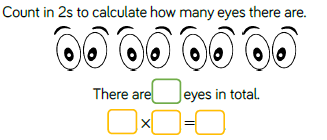 Count in 2s to calculate how many eyes there are.
There are eyes in total.
× =